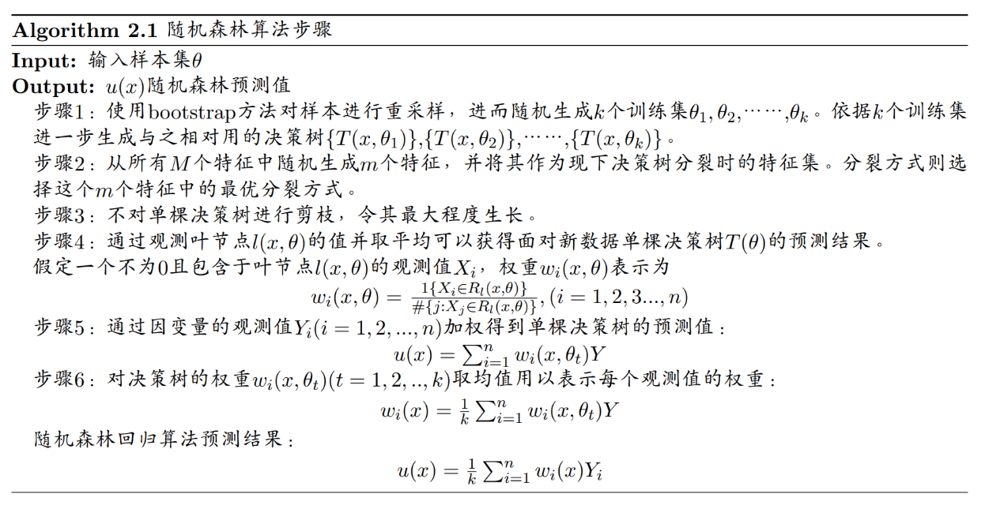 Algorithm 2.1 随机森林算法步骤
Input: 输入样本集θ
Output: u(x)随机森林预测值
步骤1：使用bootstrap方法对样本进行重采样，进而随机生成k个训练集θ₁, θ₂,⋯⋯,θₖ。依据k个训练集
进一步生成与之相对用的决策树{T(x, θ₁)},{T(x, θ₂)},⋯⋯,{T(x, θₖ)}。
步骤2：从所有M个特征中随机生成m个特征，并将其作为现下决策树分裂时的特征集。分裂方式则选
择这个m个特征中的最优分裂方式。
步骤3：不对单棵决策树进行剪枝，令其最大程度生长。
步骤4：通过观测叶节点l(x, θ)的值并取平均可以获得面对新数据单棵决策树T(θ)的预测结果。
假定一个不为0且包含于叶节点l(x, θ)的观测值Xᵢ，权重wᵢ(x, θ)表示为
wᵢ(x, θ) = 1{Xᵢ∈R_l(x,θ)} / #{j:Xⱼ∈R_l(x,θ)}, (i = 1, 2, 3..., n)
步骤5：通过因变量的观测值Yᵢ(i = 1, 2, ..., n)加权得到单棵决策树的预测值：
u(x) = ∑ⁿᵢ₌₁ wᵢ(x, θₜ)Y
步骤6：对决策树的权重wᵢ(x, θₜ)(t = 1, 2, .., k)取均值用以表示每个观测值的权重：
wᵢ(x) = 1/k ∑ⁿᵢ₌₁ wᵢ(x, θₜ)Y
随机森林回归算法预测结果：
u(x) = 1/k ∑ⁿᵢ₌₁ wᵢ(x)Yᵢ